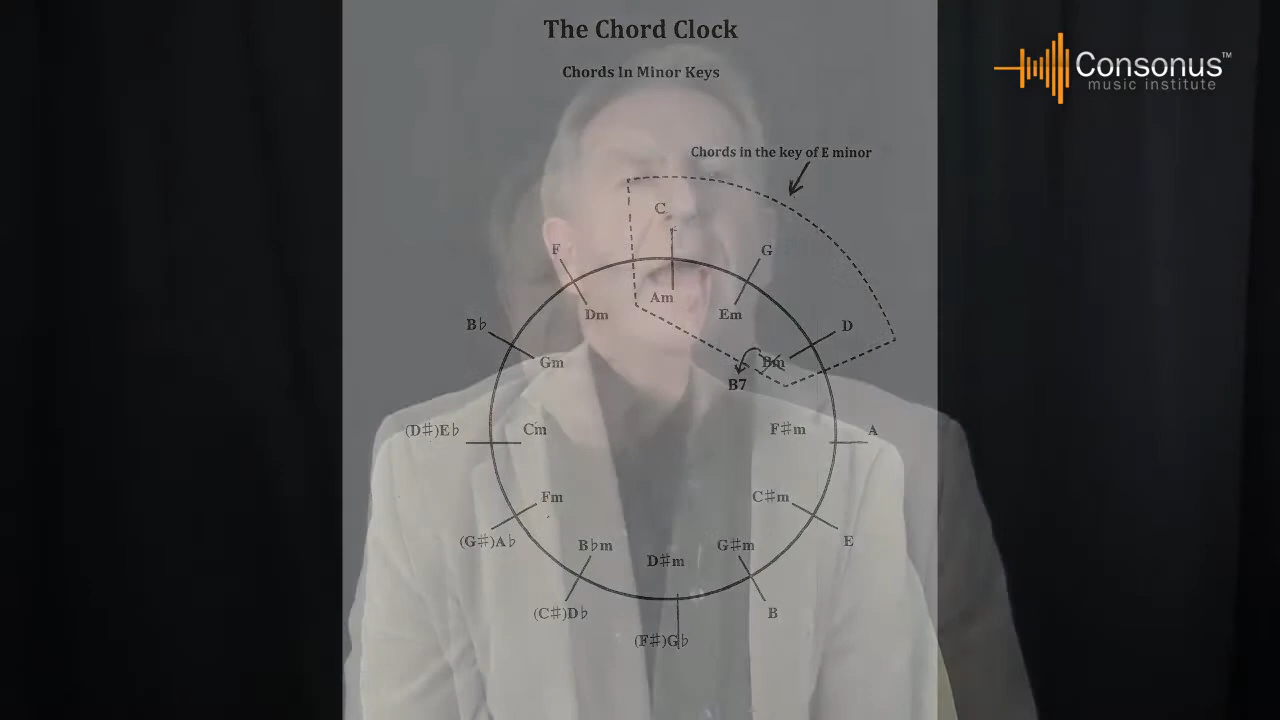 The Chord Clock
Chords In Minor Keys
Consonus™
music institute
Chords in the key of E minor
C
F
G
Am
Dm
Em
B♭
D
Gm
Bm
B7
(D♯)E♭
Cm
F♯m
A
Fm
C♯m
(G♯)A♭
E
B♭m
G♯m
D♯m
(C♯)D♭
B
(F♯)G♭